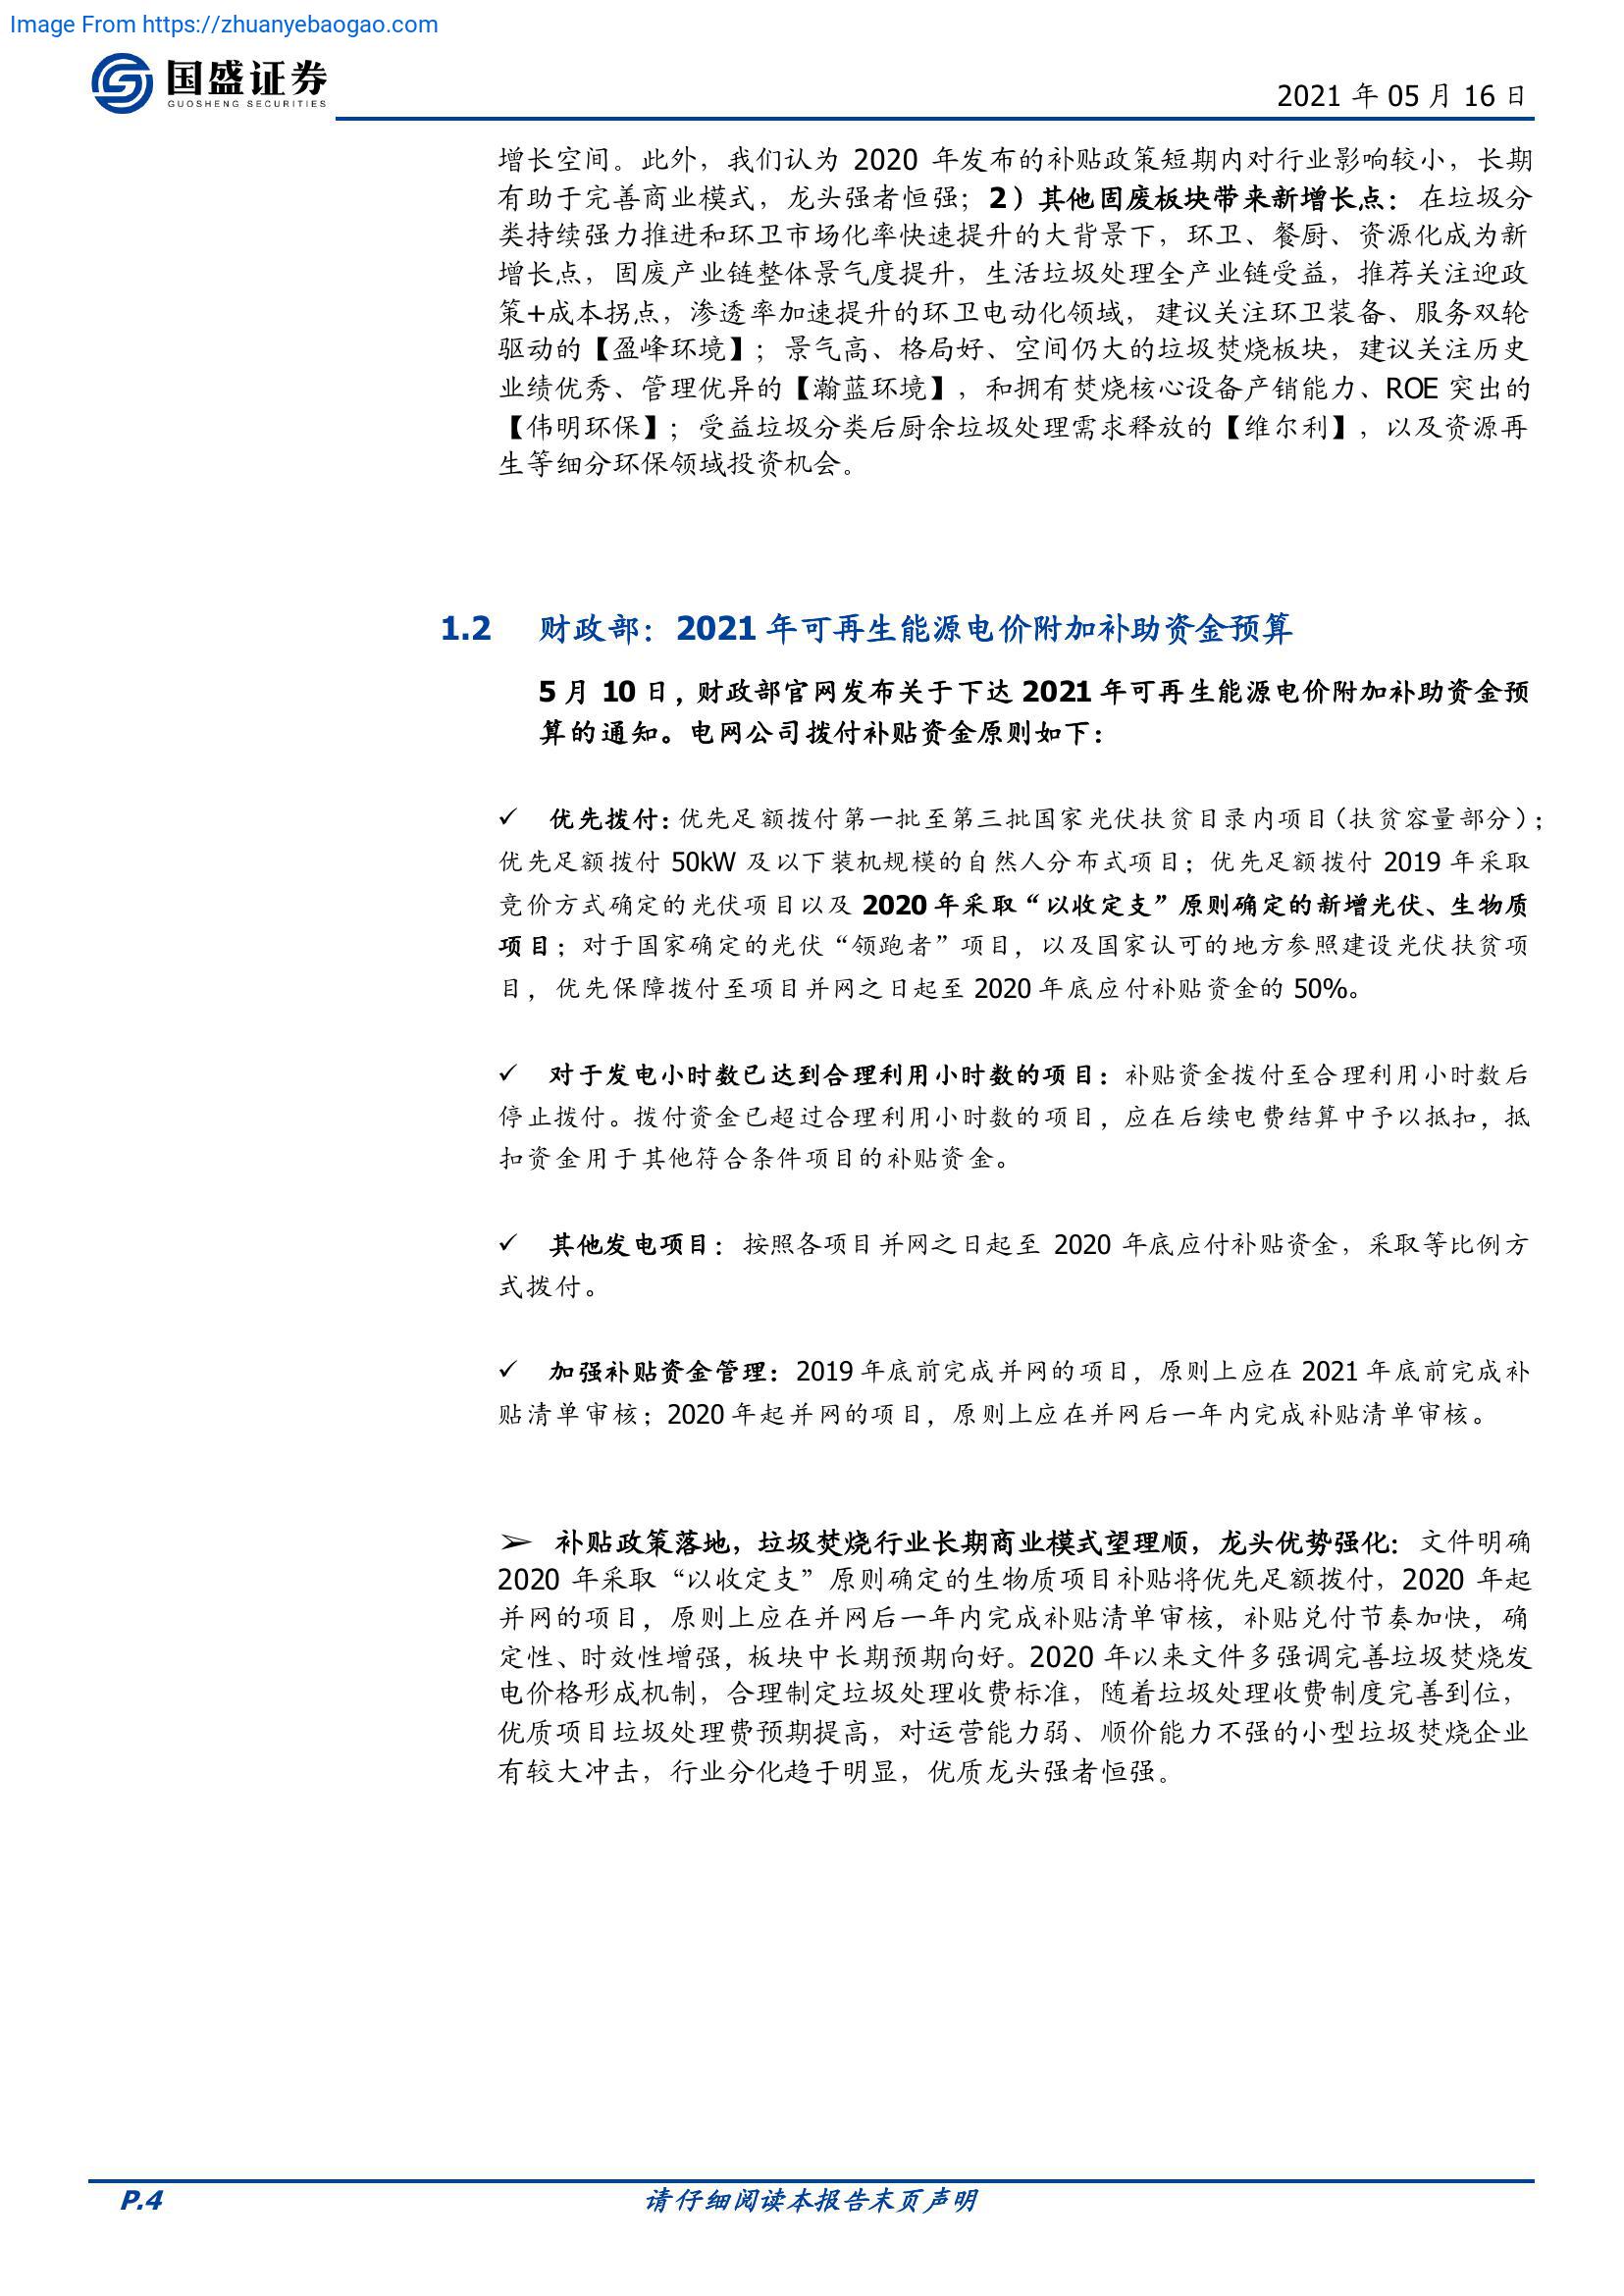 Image From https://zhuanyebaogao.com
国盛证券
GUOSHENG SECURITIES
2021 年 05 月 16 日
增长空间。此外，我们认为 2020 年发布的补贴政策短期内对行业影响较小，长期
有助于完善商业模式，龙头强者恒强；2）其他固废板块带来新增长点：在垃圾分
类持续强力推进和环卫市场化率快速提升的大背景下，环卫、餐厨、资源化成为新
增长点，固废产业链整体景气度提升，生活垃圾处理全产业链受益，推荐关注迎政
策+成本拐点，渗透率加速提升的环卫电动化领域，建议关注环卫装备、服务双轮
驱动的【盈峰环境】；景气高、格局好、空间仍大的垃圾焚烧板块，建议关注历史
业绩优秀、管理优异的【瀚蓝环境】，和拥有焚烧核心设备产销能力、ROE 突出的
【伟明环保】；受益垃圾分类后厨余垃圾处理需求释放的【维尔利】，以及资源再
生等细分环保领域投资机会。
1.2 财政部：2021 年可再生能源电价附加补助资金预算
5 月 10 日，财政部官网发布关于下达 2021 年可再生能源电价附加补助资金预
算的通知。电网公司拨付补贴资金原则如下：
✓ 优先拨付：优先足额拨付第一批至第三批国家光伏扶贫目录内项目（扶贫容量部分）；
优先足额拨付 50kW 及以下装机规模的自然人分布式项目；优先足额拨付 2019 年采取
竞价方式确定的光伏项目以及 2020 年采取“以收定支”原则确定的新增光伏、生物质
项目；对于国家确定的光伏“领跑者”项目，以及国家认可的地方参照建设光伏扶贫项
目，优先保障拨付至项目并网之日起至 2020 年底应付补贴资金的 50%。
✓ 对于发电小时数已达到合理利用小时数的项目：补贴资金拨付至合理利用小时数后
停止拨付。拨付资金已超过合理利用小时数的项目，应在后续电费结算中予以抵扣，抵
扣资金用于其他符合条件项目的补贴资金。
✓ 其他发电项目：按照各项目并网之日起至 2020 年底应付补贴资金，采取等比例方
式拨付。
✓ 加强补贴资金管理：2019 年底前完成并网的项目，原则上应在 2021 年底前完成补
贴清单审核；2020 年起并网的项目，原则上应在并网后一年内完成补贴清单审核。
➢ 补贴政策落地，垃圾焚烧行业长期商业模式望理顺，龙头优势强化：文件明确
2020 年采取“以收定支”原则确定的生物质项目补贴将优先足额拨付，2020 年起
并网的项目，原则上应在并网后一年内完成补贴清单审核，补贴兑付节奏加快，确
定性、时效性增强，板块中长期预期向好。2020 年以来文件多强调完善垃圾焚烧发
电价格形成机制，合理制定垃圾处理收费标准，随着垃圾处理收费制度完善到位，
优质项目垃圾处理费预期提高，对运营能力弱、顺价能力不强的小型垃圾焚烧企业
有较大冲击，行业分化趋于明显，优质龙头强者恒强。
P.4
请仔细阅读本报告末页声明